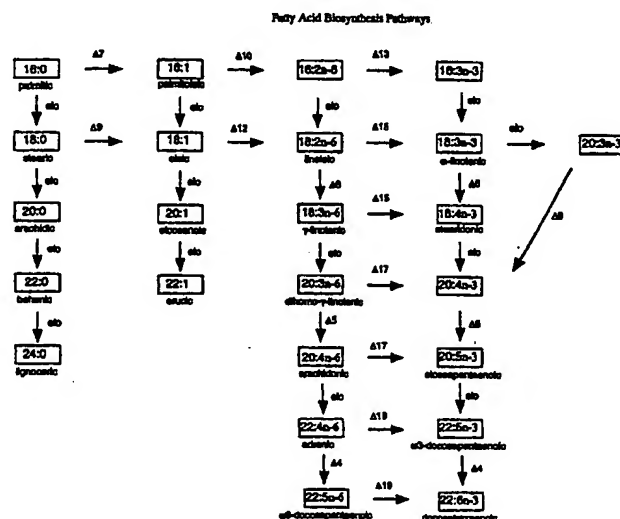 Fatty Acid Biosynthesis Pathways
Δ7 Δ10 Δ13
16:0 16:1 16:2n-6 16:3n-3
palmitic palmitoleic
elo elo elo elo
Δ9 Δ12 Δ15 elo
18:0 18:1 18:2n-6 18:3n-3 20:3n-3
stearic oleic linoleic α-linolenic
elo elo Δ6 Δ6
Δ15 Δ8
20:0 20:1 18:3n-6 18:4n-3
arachidic eicosenoic γ-linolenic stearidonic
elo elo elo elo
Δ17
22:0 22:1 20:3n-6 20:4n-3
behenic erucic dihomo-γ-linolenic
elo Δ5 Δ5
Δ17
24:0 20:4n-6 20:5n-3
lignoceric arachidonic eicosapentaenoic
elo elo
Δ19
22:4n-6 22:5n-3
adrenic ω3-docosapentaenoic
Δ4 Δ4
Δ19
22:5n-6 22:6n-3
ω6-docosapentaenoic